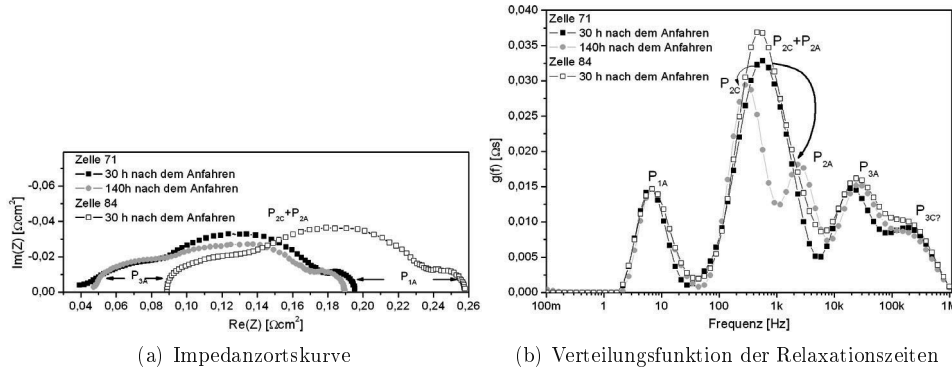 Zelle 71
30 h nach dem Anfahren
140h nach dem Anfahren
Zelle 84
30 h nach dem Anfahren
P2C+P2A
P3A
P1A
Im(Z) [Ωcm²]
-0,06
-0,04
-0,02
0,00
0,04 0,06 0,08 0,10 0,12 0,14 0,16 0,18 0,20 0,22 0,24 0,26
Re(Z) [Ωcm²]
(a) Impedanzortskurve
Zelle 71
30 h nach dem Anfahren
140h nach dem Anfahren
Zelle 84
30 h nach dem Anfahren
P2C+P2A
P2C
P2A
P1A
P3A
P3C?
g(f) [Ωs]
0,040
0,035
0,030
0,025
0,020
0,015
0,010
0,005
0,000
100m 1 10 100 1k 10k 100k 1M
Frequenz [Hz]
(b) Verteilungsfunktion der Relaxationszeiten